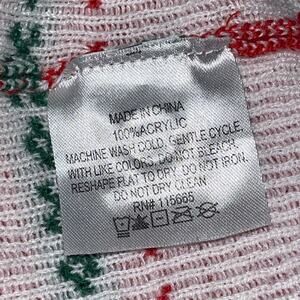 MADE IN CHINA
100%ACRYLIC
MACHINE WASH COLD, GENTLE CYCLE,
WITH LIKE COLORS. DO NOT BLEACH.
RESHAPE FLAT TO DRY. DO NOT IRON.
DO NOT DRY CLEAN
RN# 115665